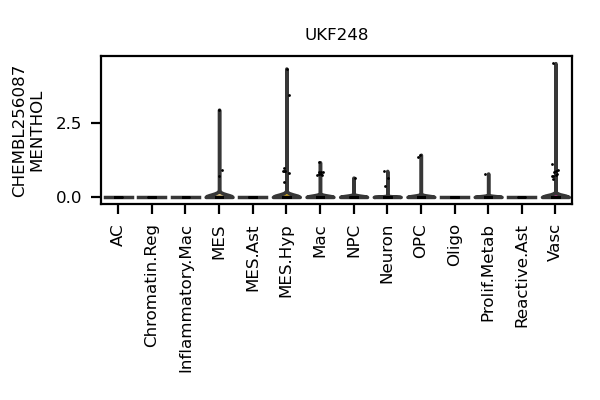 UKF248
CHEMBL256087
MENTHOL
2.5
0.0
AC
Chromatin.Reg
Inflammatory.Mac
MES
MES.Ast
MES.Hyp
Mac
NPC
Neuron
OPC
Oligo
Prolif.Metab
Reactive.Ast
Vasc